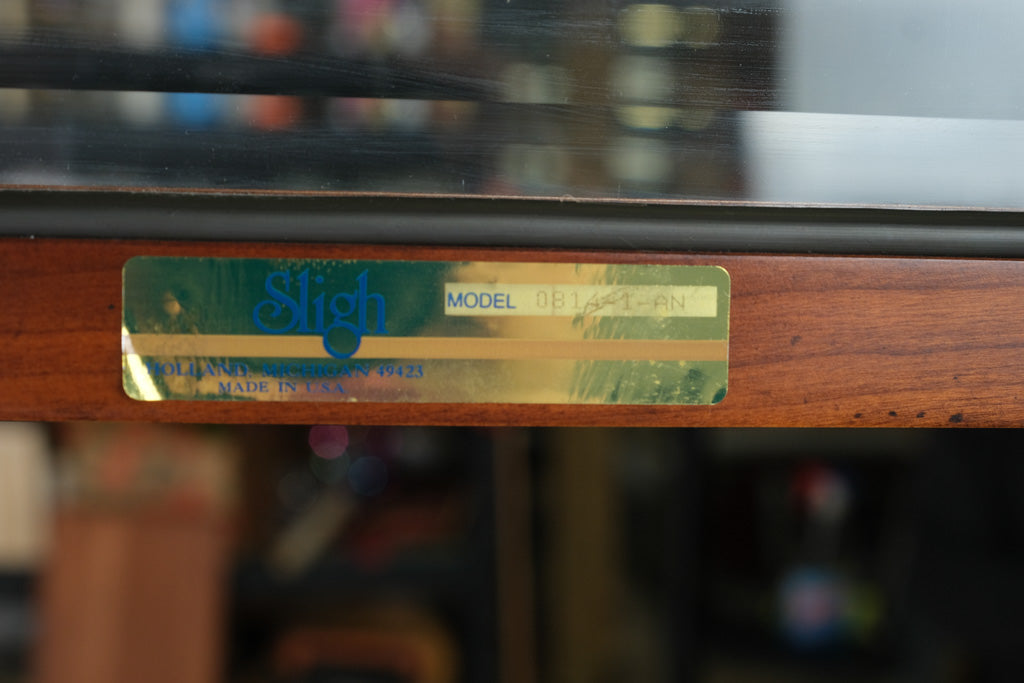 Sligh
MODEL 0814-1-AN
HOLLAND, MICHIGAN 49423
MADE IN U.S.A.